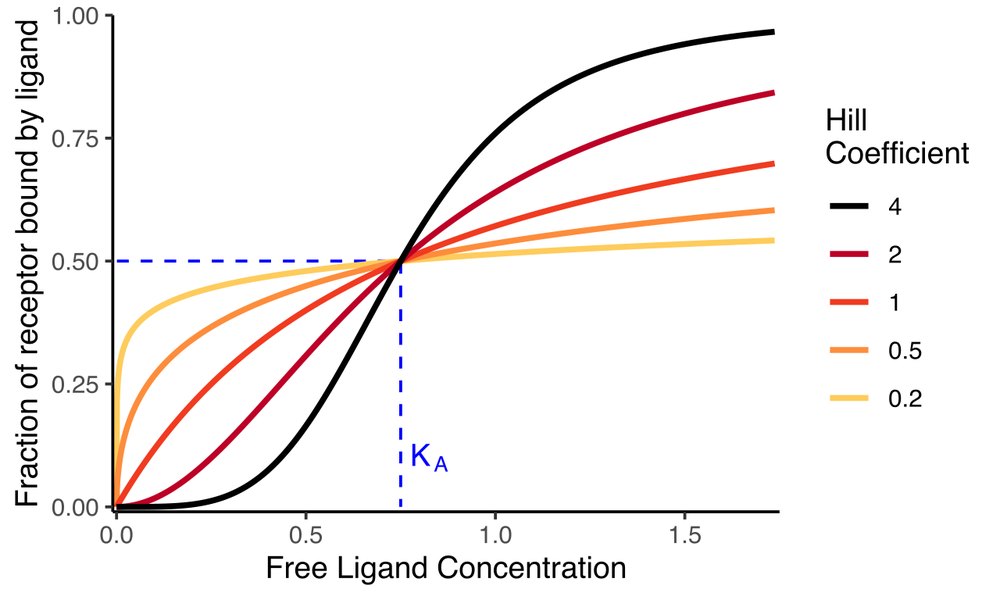 Fraction of receptor bound by ligand
1.00
0.75
0.50
0.25
0.00
0.0
0.5
1.0
1.5
Free Ligand Concentration
K A
Hill
Coefficient
4
2
1
0.5
0.2